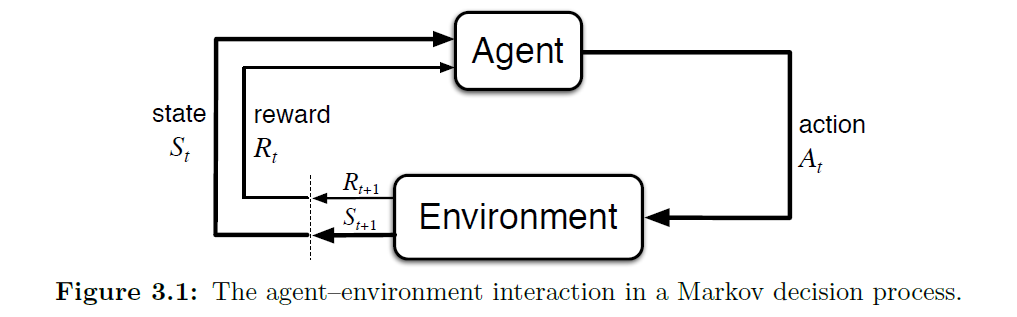 Agent
state
S_t
reward
R_t
action
A_t
R_{t+1}
S_{t+1}
Environment
Figure 3.1: The agent–environment interaction in a Markov decision process.